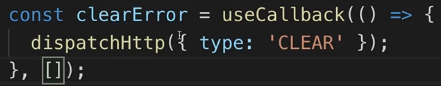 const clearError = useCallback(() => {
  dispatchHttp({ type: 'CLEAR' });
}, []);